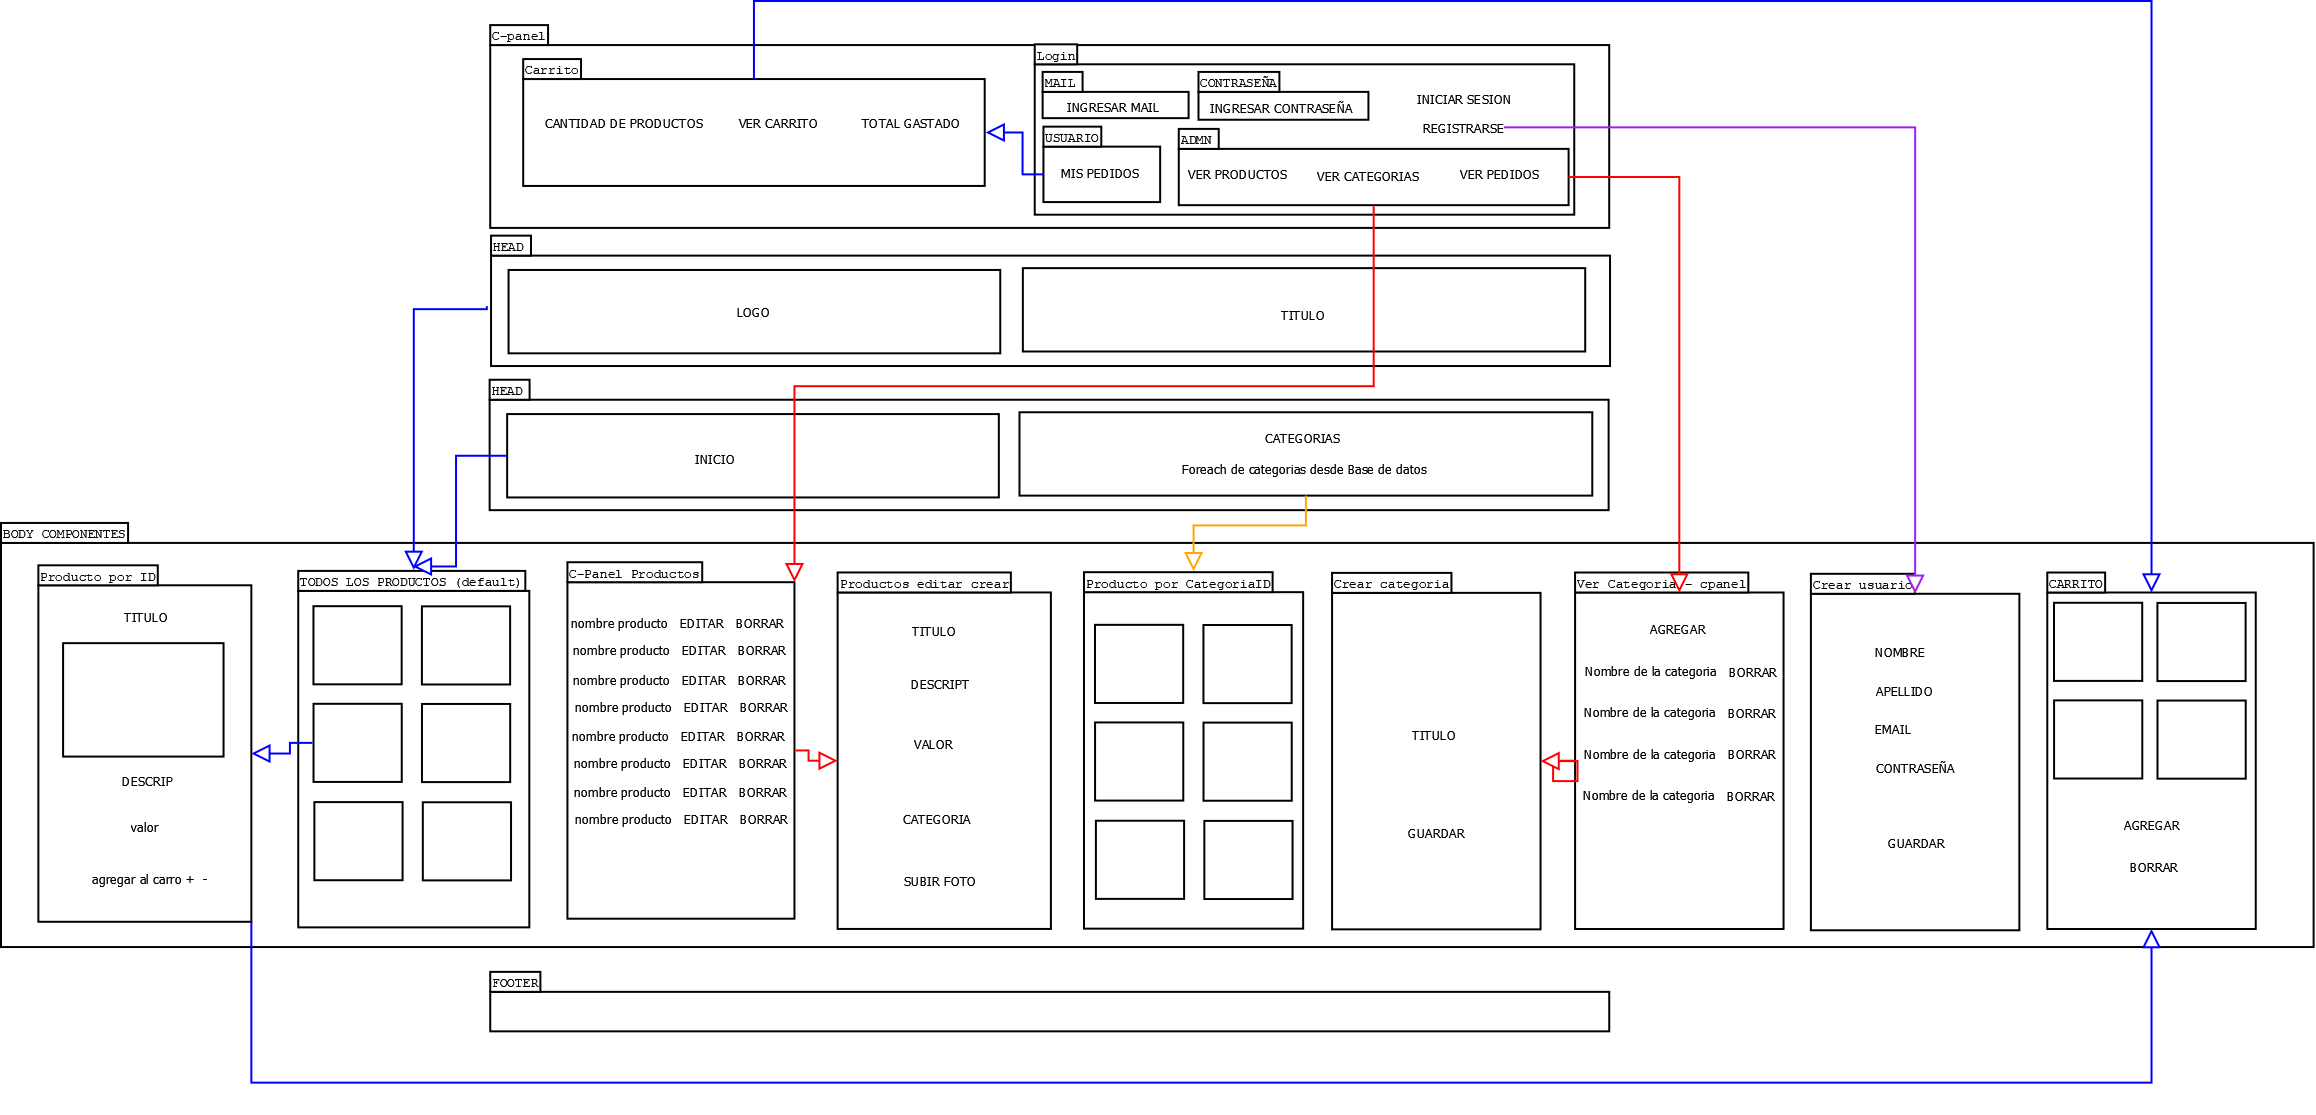 C-panel
Carrito
CANTIDAD DE PRODUCTOS VER CARRITO TOTAL GASTADO
Login
MAIL
INGRESAR MAIL
CONTRASEÑA
INGRESAR CONTRASEÑA
INICIAR SESION
REGISTRARSE
USUARIO
MIS PEDIDOS
ADMN
VER PRODUCTOS VER CATEGORIAS VER PEDIDOS
HEAD
LOGO
TITULO
HEAD
INICIO
CATEGORIAS
Foreach de categorias desde Base de datos
BODY COMPONENTES
Producto por ID
TITULO
DESCRIP
valor
agregar al carro + -
TODOS LOS PRODUCTOS (default)
C-Panel Productos
nombre producto EDITAR BORRAR
nombre producto EDITAR BORRAR
nombre producto EDITAR BORRAR
nombre producto EDITAR BORRAR
nombre producto EDITAR BORRAR
nombre producto EDITAR BORRAR
nombre producto EDITAR BORRAR
nombre producto EDITAR BORRAR
Productos editar crear
TITULO
DESCRIPT
VALOR
CATEGORIA
SUBIR FOTO
Producto por CategoriaID
Crear categoria
TITULO
GUARDAR
Ver Categoria - cpanel
AGREGAR
Nombre de la categoria BORRAR
Nombre de la categoria BORRAR
Nombre de la categoria BORRAR
Nombre de la categoria BORRAR
Crear usuario
NOMBRE
APELLIDO
EMAIL
CONTRASEÑA
GUARDAR
CARRITO
AGREGAR
BORRAR
FOOTER